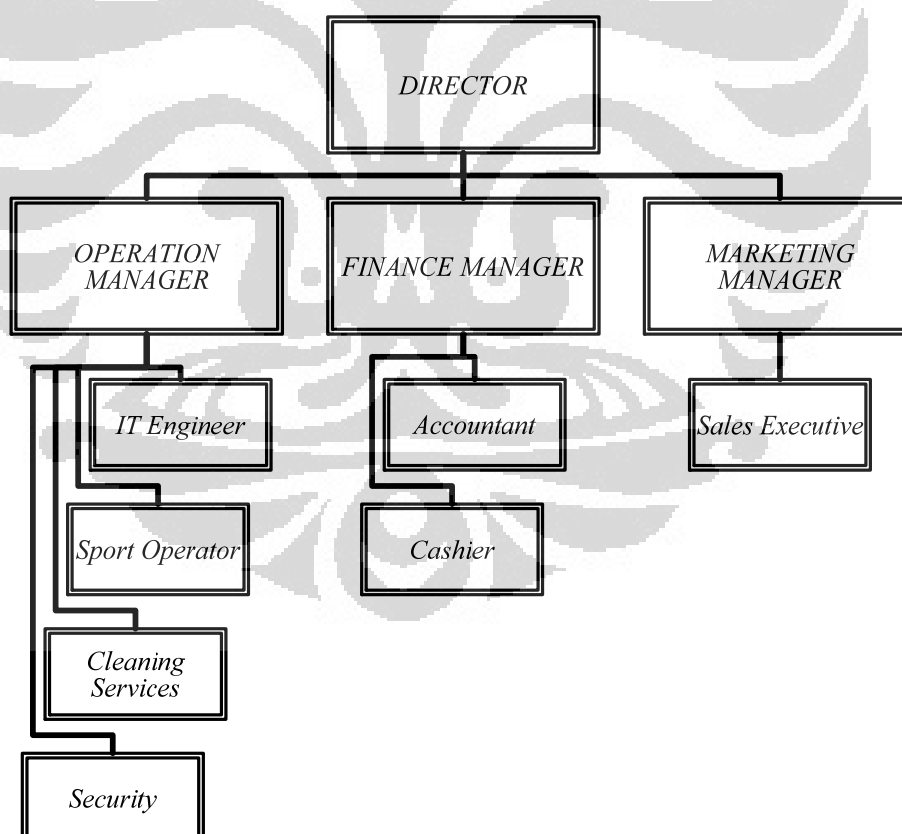 DIRECTOR
OPERATION
MANAGER
FINANCE MANAGER
MARKETING
MANAGER
IT Engineer
Accountant
Sales Executive
Sport Operator
Cashier
Cleaning
Services
Security